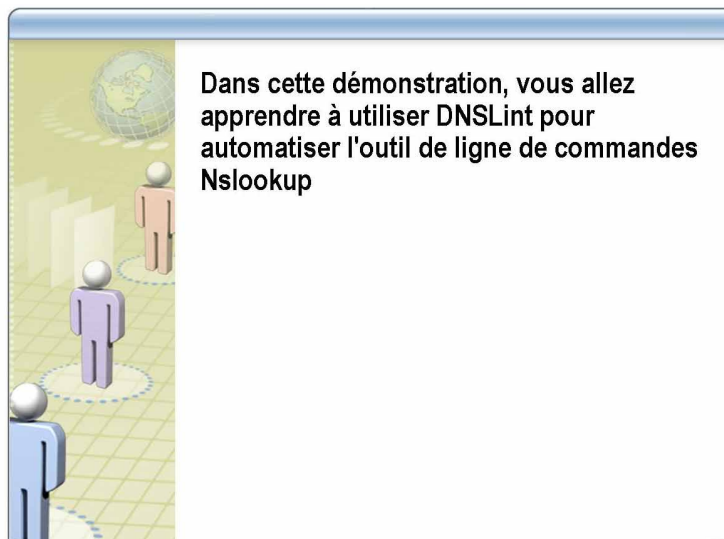 Dans cette démonstration, vous allez
apprendre à utiliser DNSLint pour
automatiser l'outil de ligne de commandes
Nslookup